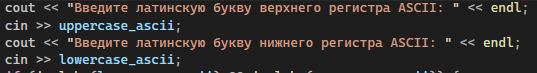 cout << "Введите латинскую букву верхнего регистра ASCII: " << endl;
cin >> uppercase_ascii;
cout << "Введите латинскую букву нижнего регистра ASCII: " << endl;
cin >> lowercase_ascii;